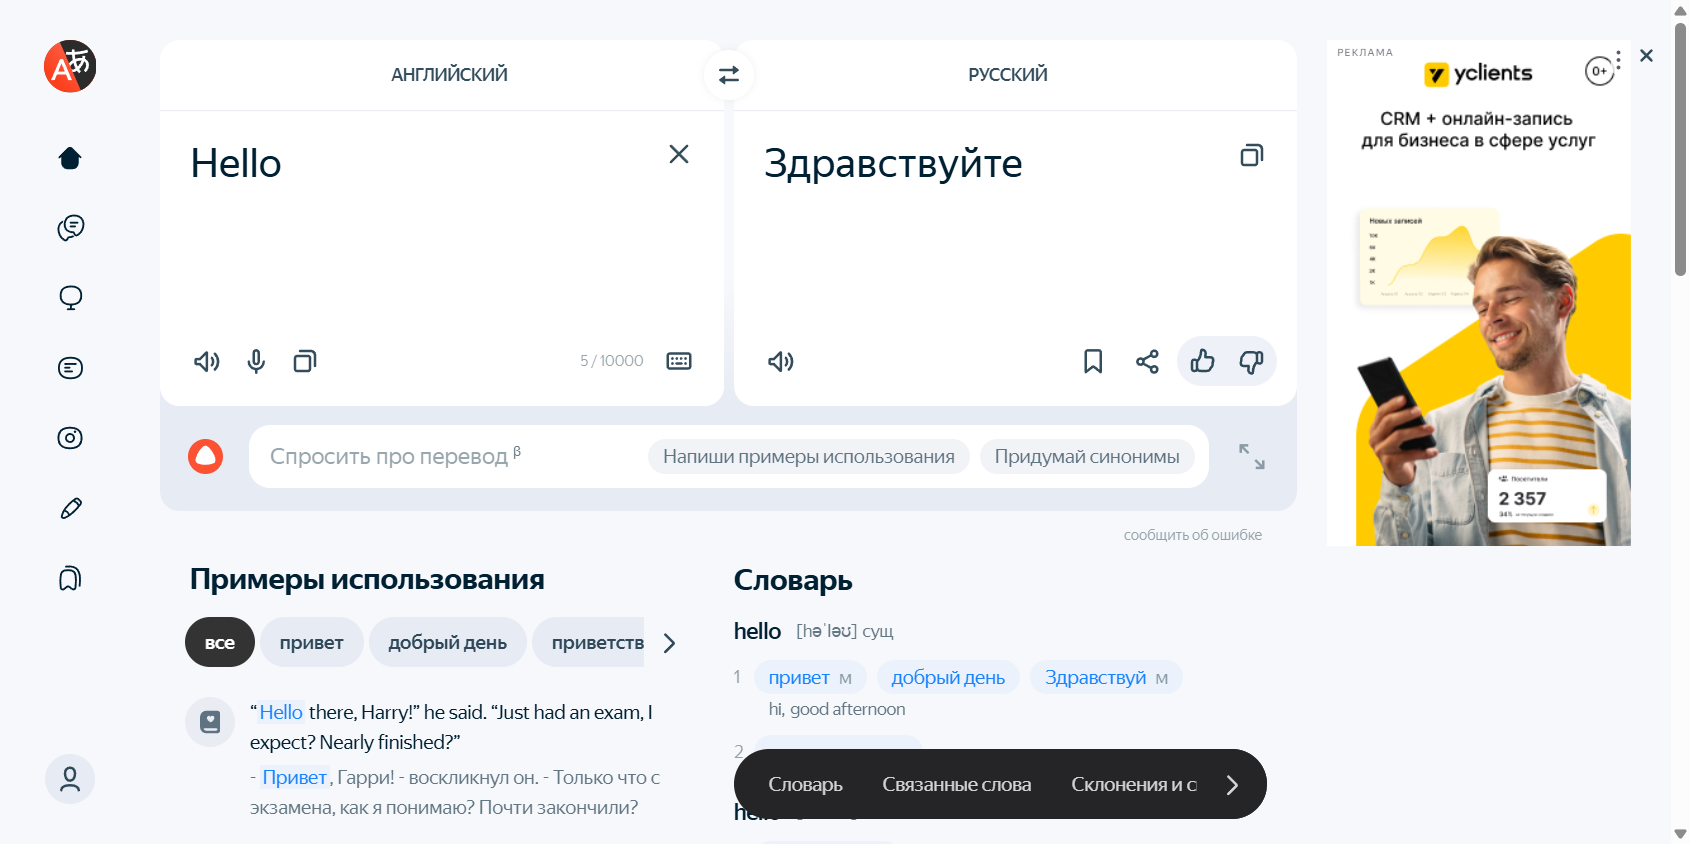 АНГЛИЙСКИЙ
РУССКИЙ
Hello
Здравствуйте
5 / 10000
Спросить про перевод β
Напиши примеры использования
Придумай синонимы
сообщить об ошибке
Примеры использования
все
привет
добрый день
приветств
“Hello there, Harry!” he said. “Just had an exam, I
expect? Nearly finished?”
- Привет, Гарри! - воскликнул он. - Только что с
экзамена, как я понимаю? Почти закончили?
Словарь
hello [həˈləʊ] сущ
1 привет м добрый день Здравствуй м
hi, good afternoon
2
Словарь
Связанные слова
Склонения и с
РЕКЛАМА
yclients
0+
CRM + онлайн-запись
для бизнеса в сфере услуг
Новых записей
Посетители
2 357
34%